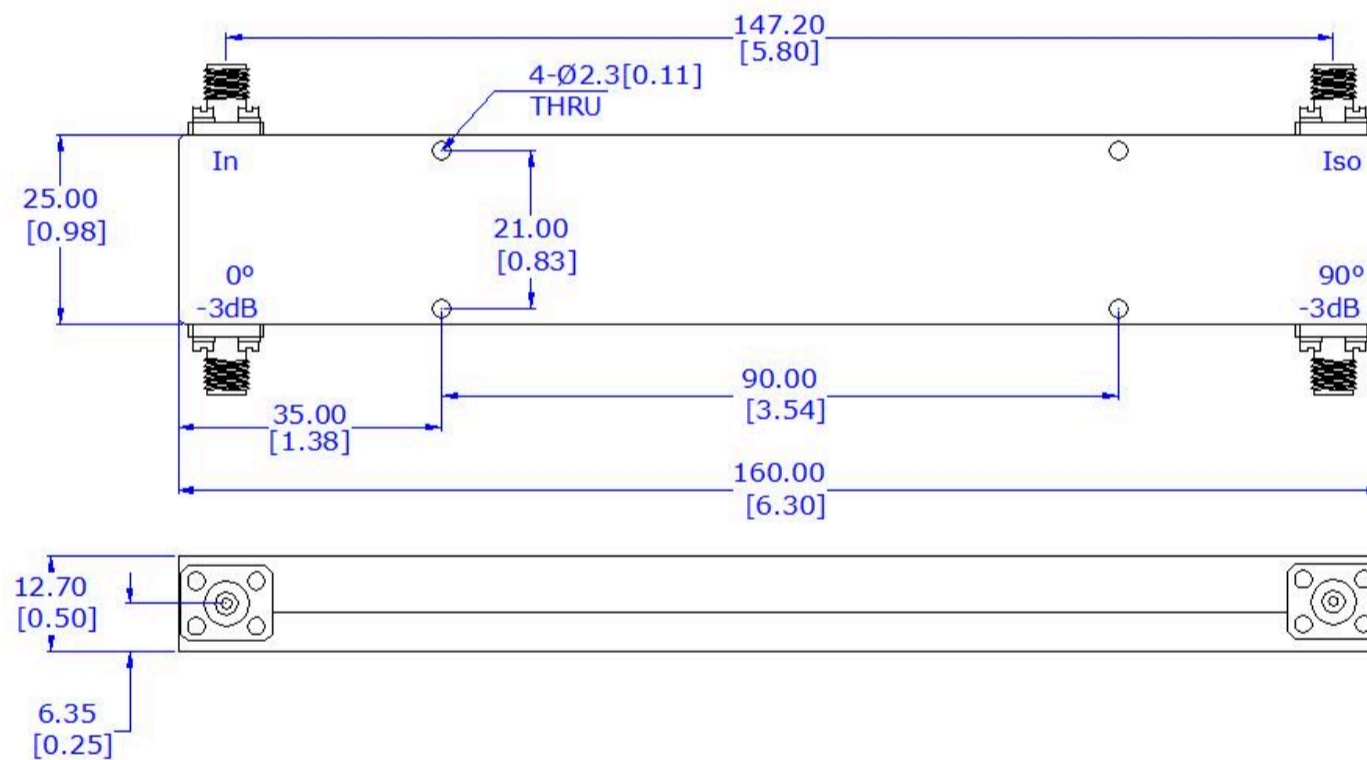 147.20
[5.80]
4-Ø2.3[0.11]
THRU
In
Iso
25.00
[0.98]
21.00
[0.83]
0º
-3dB
90º
-3dB
90.00
[3.54]
35.00
[1.38]
160.00
[6.30]
12.70
[0.50]
6.35
[0.25]